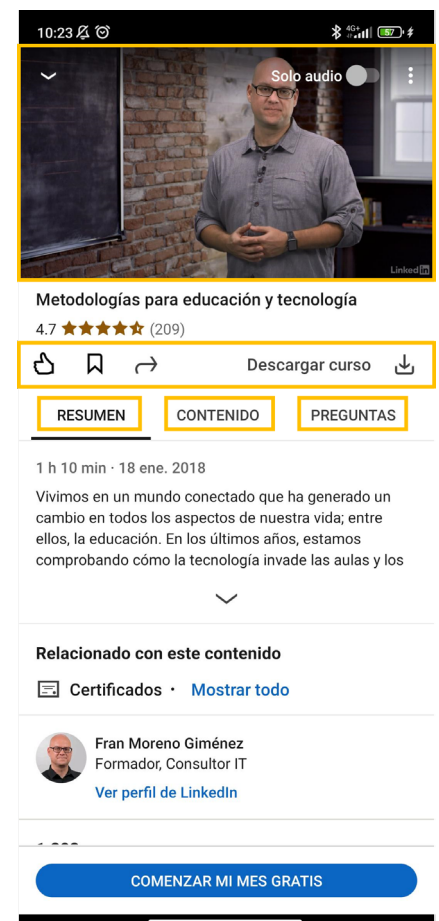 10:23
4G+
57
Solo audio
LinkedIn
Metodologías para educación y tecnología
4.7 (209)
Descargar curso
RESUMEN CONTENIDO PREGUNTAS
1 h 10 min · 18 ene. 2018
Vivimos en un mundo conectado que ha generado un
cambio en todos los aspectos de nuestra vida; entre
ellos, la educación. En los últimos años, estamos
comprobando cómo la tecnología invade las aulas y los
Relacionado con este contenido
Certificados · Mostrar todo
Fran Moreno Giménez
Formador, Consultor IT
Ver perfil de LinkedIn
COMENZAR MI MES GRATIS